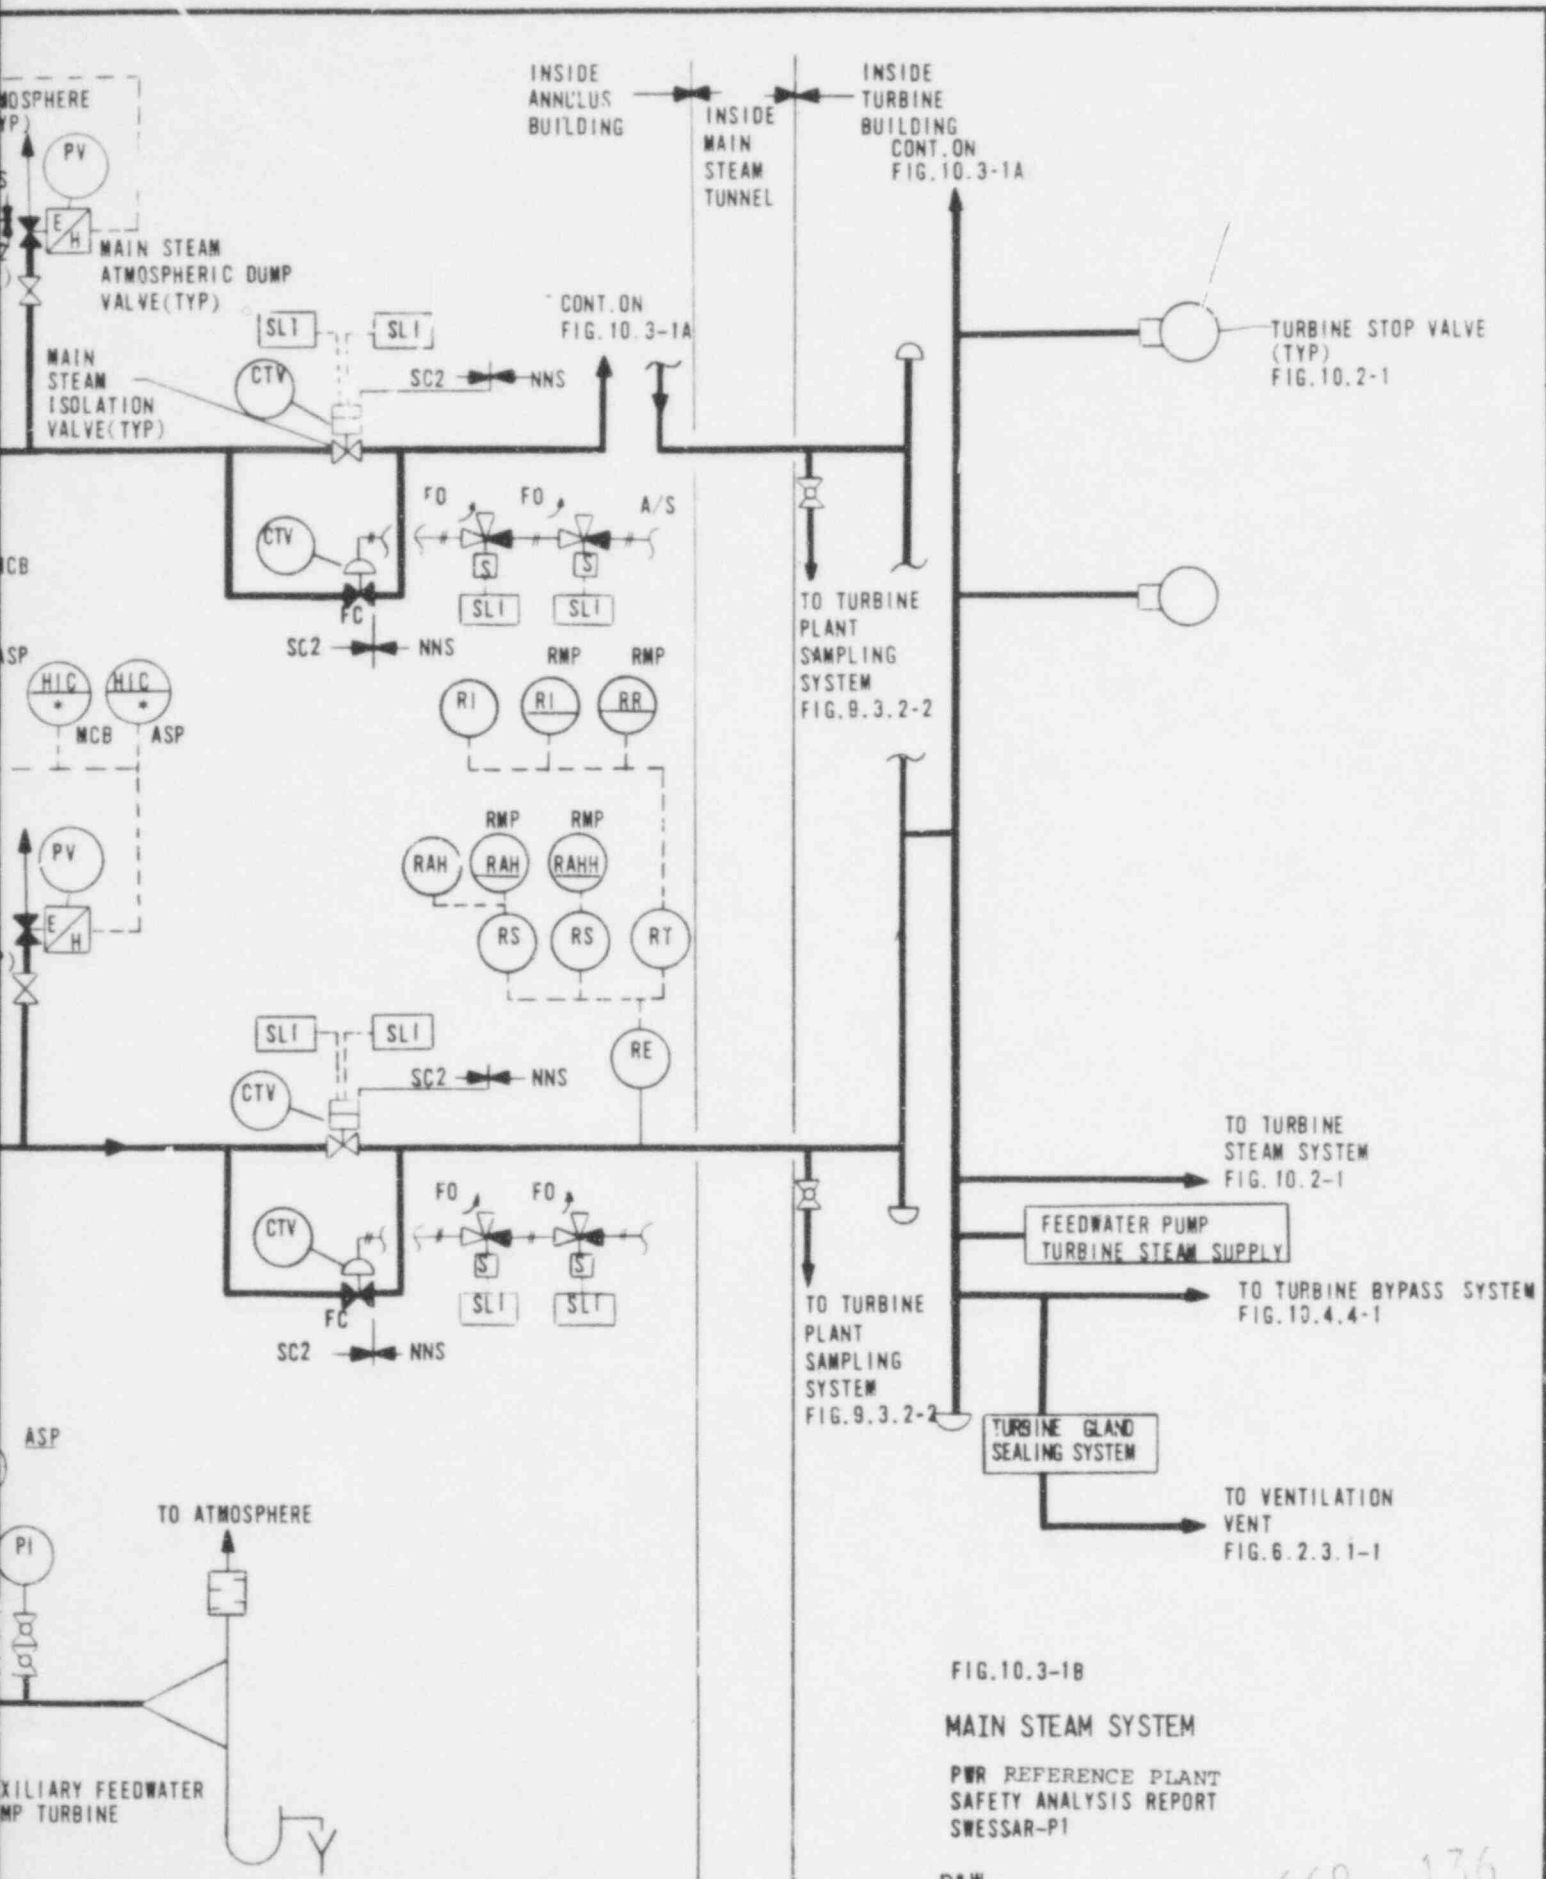 INSIDE
ANNULUS
BUILDING
INSIDE
MAIN
STEAM
TUNNEL
INSIDE
TURBINE
BUILDING
CONT.ON
FIG.10.3-1A
MOSPHERE
YP)
PV
E/H
MAIN STEAM
ATMOSPHERIC DUMP
VALVE(TYP)
CONT.ON
FIG.10.3-1A
SLI
SLI
MAIN
STEAM
ISOLATION
VALVE(TYP)
CTV
SC2
NNS
TURBINE STOP VALVE
(TYP)
FIG.10.2-1
FO
FO
A/S
CTV
S
S
SLI
SLI
FC
SC2
NNS
MCB
ASP
TO TURBINE
PLANT
SAMPLING
SYSTEM
FIG.9.3.2-2
HIC
*
HIC
*
MCB
ASP
RMP
RMP
RI
RI
RR
PV
E/H
RMP
RMP
RAH
RAH
RAHH
RS
RS
RT
SLI
SLI
RE
CTV
SC2
NNS
TO TURBINE
STEAM SYSTEM
FIG.10.2-1
FO
FO
CTV
S
S
SLI
SLI
FC
SC2
NNS
FEEDWATER PUMP
TURBINE STEAM SUPPLY
TO TURBINE BYPASS SYSTEM
FIG.10.4.4-1
TO TURBINE
PLANT
SAMPLING
SYSTEM
FIG.9.3.2-2
TURBINE GLAND
SEALING SYSTEM
ASP
TO VENTILATION
VENT
FIG.6.2.3.1-1
TO ATMOSPHERE
PI
XILIARY FEEDWATER
MP TURBINE
FIG.10.3-1B
MAIN STEAM SYSTEM
PWR REFERENCE PLANT
SAFETY ANALYSIS REPORT
SWESSAR-P1
136